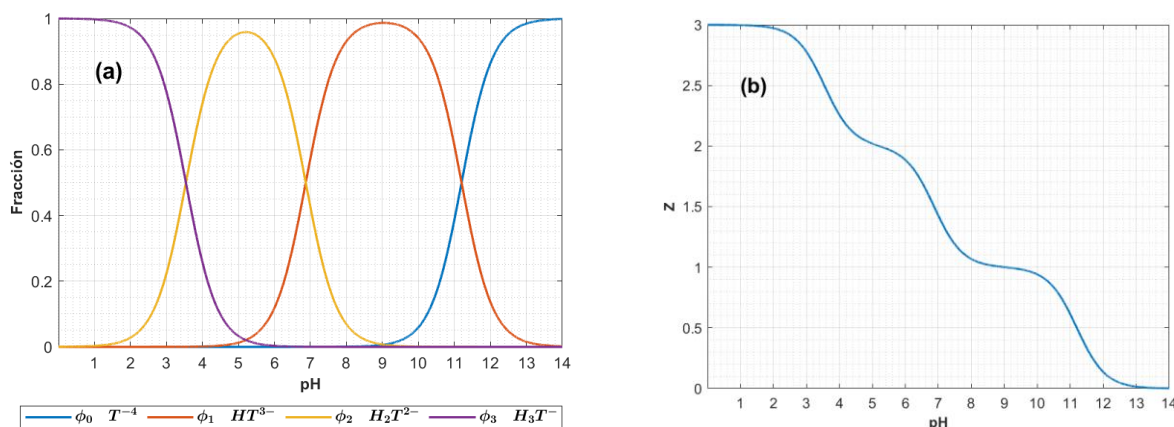 (a)
Fracción
1
0.8
0.6
0.4
0.2
0
1 2 3 4 5 6 7 8 9 10 11 12 13 14
pH
ϕ₀ T⁻⁴ ϕ₁ HT³⁻ ϕ₂ H₂T²⁻ ϕ₃ H₃T⁻
(b)
Z
3
2.5
2
1.5
1
0.5
0
1 2 3 4 5 6 7 8 9 10 11 12 13 14
pH